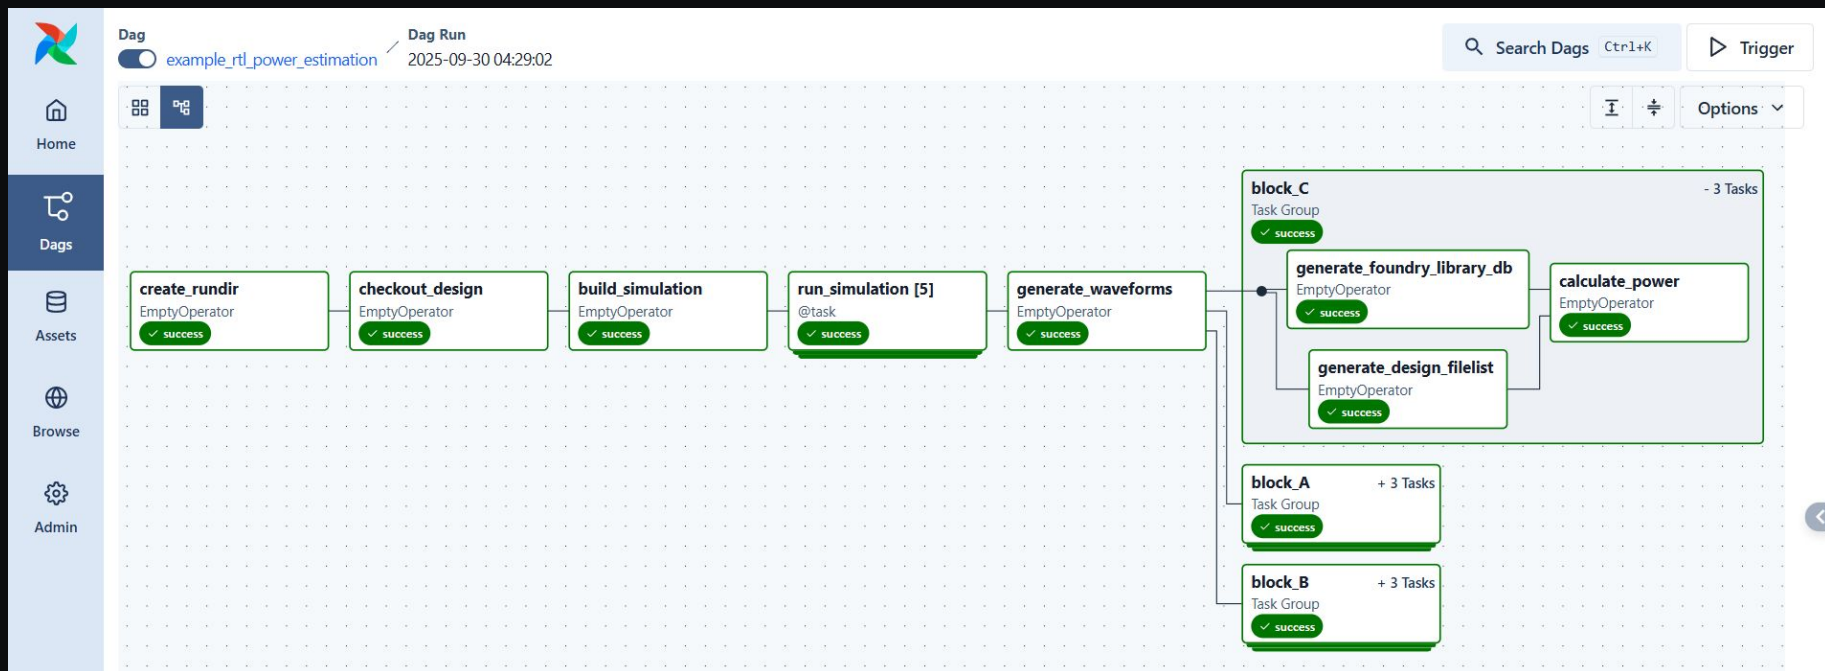 Dag
example_rtl_power_estimation
Dag Run
2025-09-30 04:29:02
Search Dags Ctrl+K
Trigger
Home
Dags
Assets
Browse
Admin
Options
create_rundir
EmptyOperator
success
checkout_design
EmptyOperator
success
build_simulation
EmptyOperator
success
run_simulation [5]
@task
success
generate_waveforms
EmptyOperator
success
block_C - 3 Tasks
Task Group
success
generate_foundry_library_db
EmptyOperator
success
generate_design_filelist
EmptyOperator
success
calculate_power
EmptyOperator
success
block_A + 3 Tasks
Task Group
success
block_B + 3 Tasks
Task Group
success